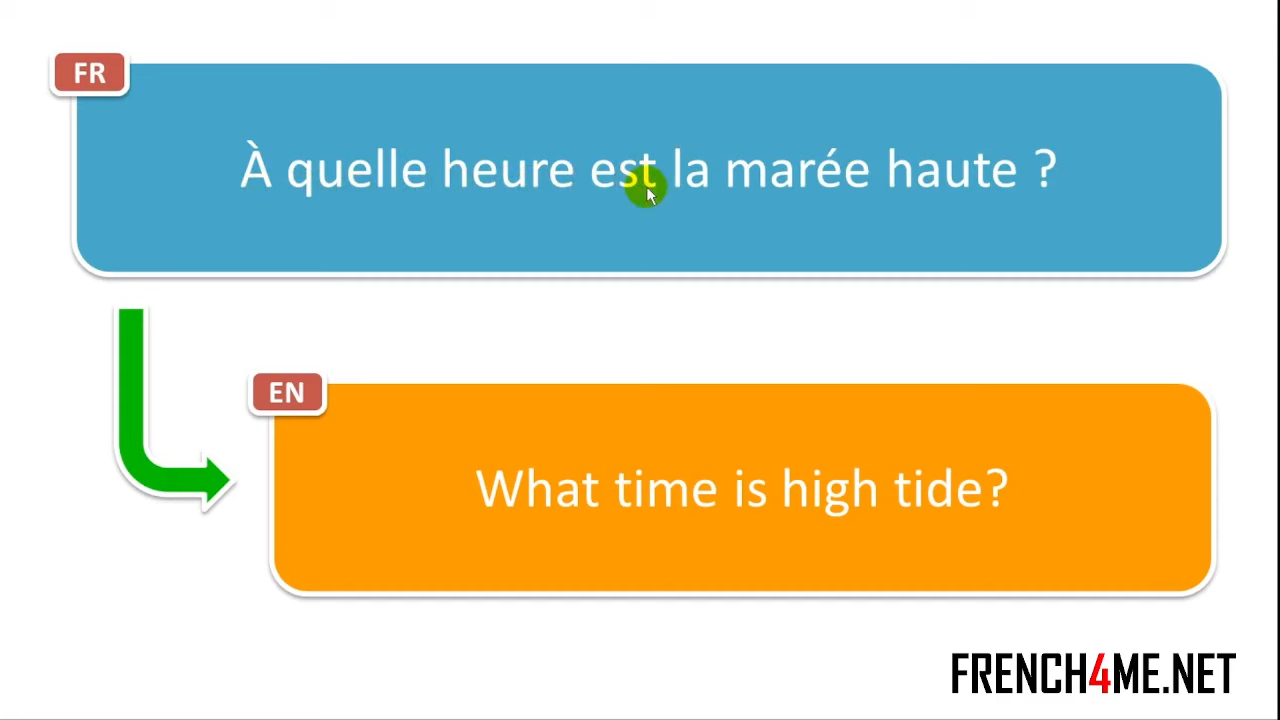 FR
À quelle heure est la marée haute ?
EN
What time is high tide?
FRENCH4ME.NET